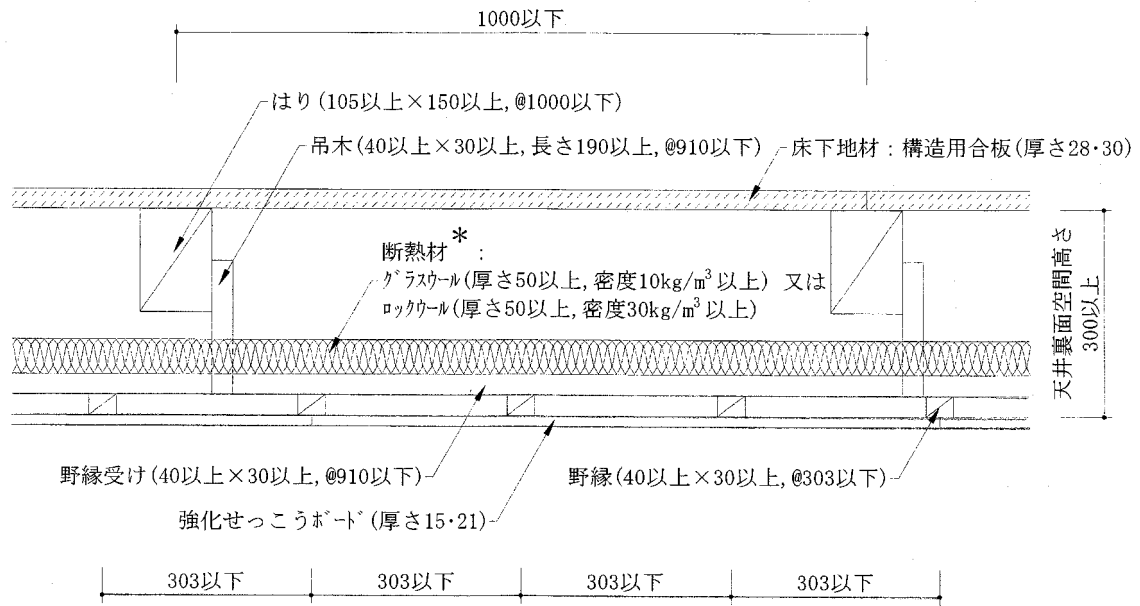 1000以下
はり(105以上×150以上, @1000以下)
吊木(40以上×30以上, 長さ190以上, @910以下)
床下地材：構造用合板(厚さ28･30)
断熱材*：
グラスウール(厚さ50以上, 密度10kg/m³以上) 又は
ロックウール(厚さ50以上, 密度30kg/m³以上)
天井裏面空間高さ
300以上
野縁受け(40以上×30以上, @910以下)
野縁(40以上×30以上, @303以下)
強化せっこうボード(厚さ15･21)
303以下
303以下
303以下
303以下